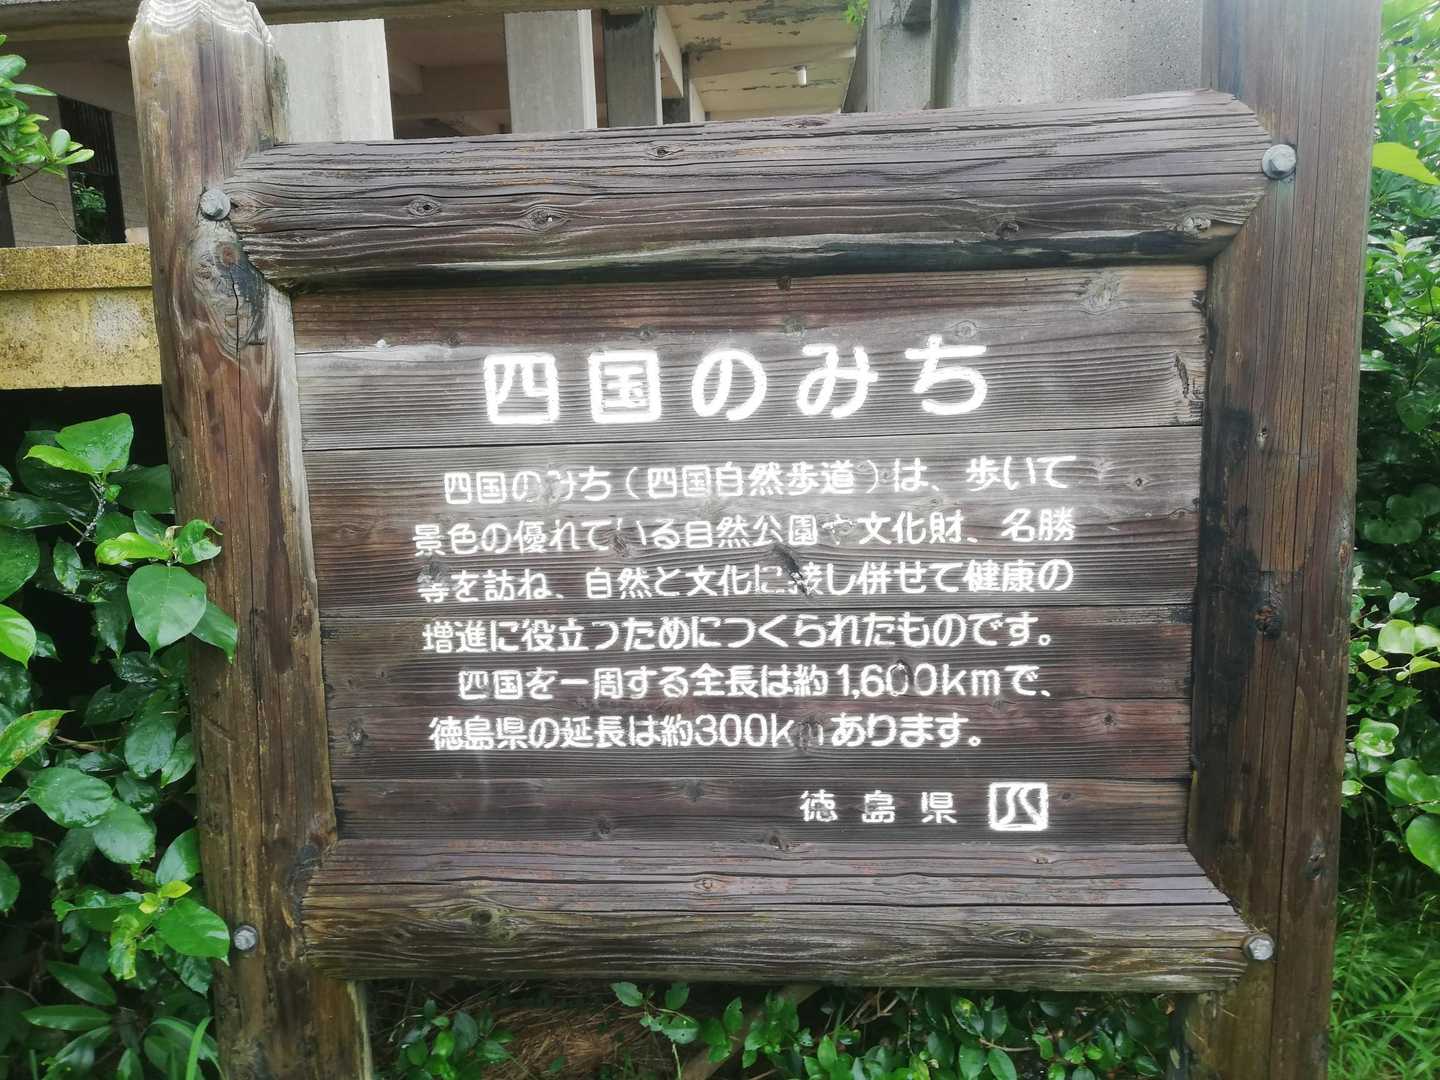 四国のみち
四国のみち(四国自然歩道)は、歩いて
景色の優れている自然公園や文化財、名勝
等を訪ね、自然と文化に接し併せて健康の
増進に役立つためにつくられたものです。
四国を一周する全長は約1,600kmで、
徳島県の延長は約300kmあります。
徳島県